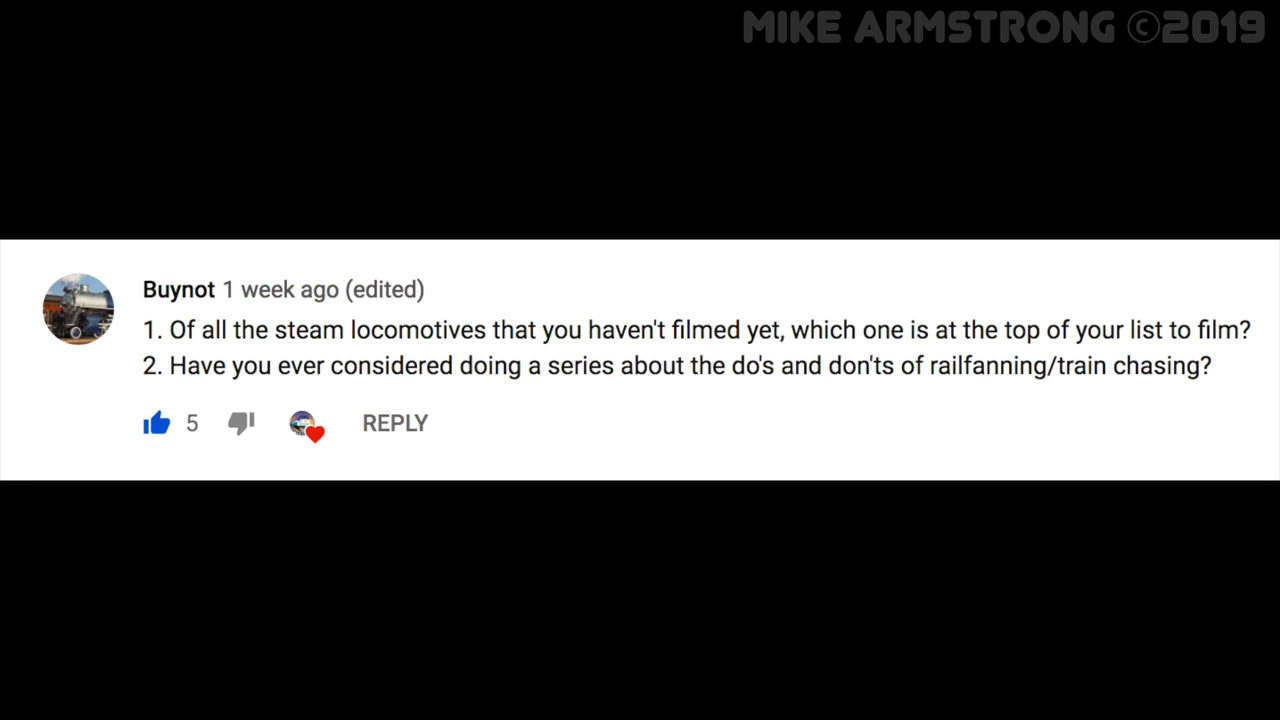 MIKE ARMSTRONG ©2019
Buynot 1 week ago (edited)
1. Of all the steam locomotives that you haven't filmed yet, which one is at the top of your list to film?
2. Have you ever considered doing a series about the do's and don'ts of railfanning/train chasing?
5 REPLY